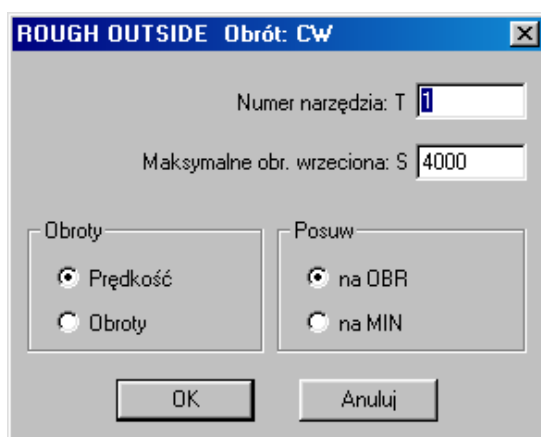 ROUGH OUTSIDE Obrót: CW
Numer narzędzia: T 1
Maksymalne obr. wrzeciona: S 4000
Obroty
Posuw
Prędkość
na OBR
Obroty
na MIN
OK
Anuluj